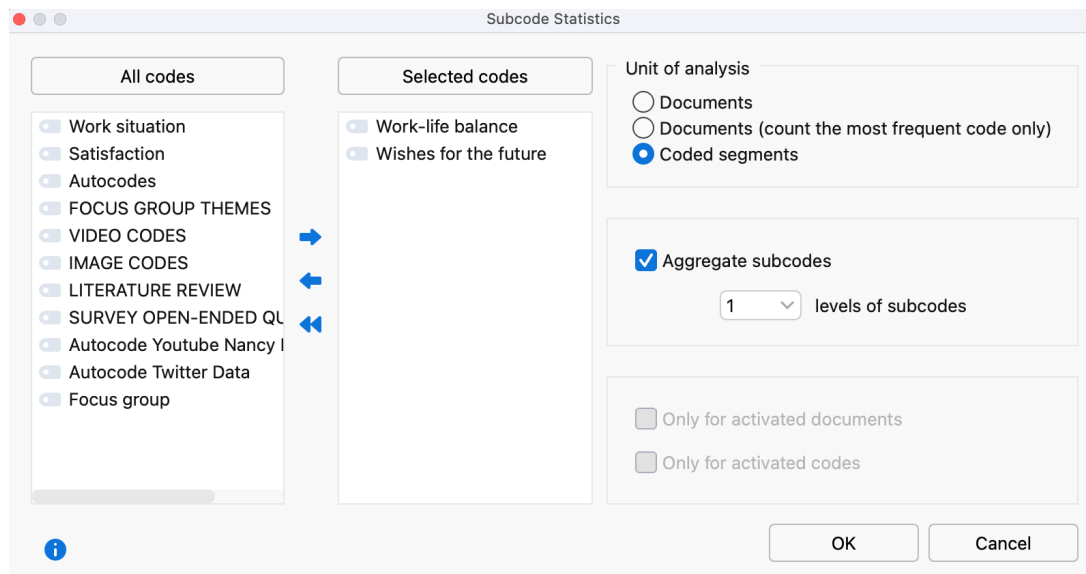 Subcode Statistics
All codes
Work situation
Satisfaction
Autocodes
FOCUS GROUP THEMES
VIDEO CODES
IMAGE CODES
LITERATURE REVIEW
SURVEY OPEN-ENDED QU
Autocode Youtube Nancy
Autocode Twitter Data
Focus group
Selected codes
Work-life balance
Wishes for the future
Unit of analysis
Documents
Documents (count the most frequent code only)
Coded segments
Aggregate subcodes
1 levels of subcodes
Only for activated documents
Only for activated codes
OK
Cancel